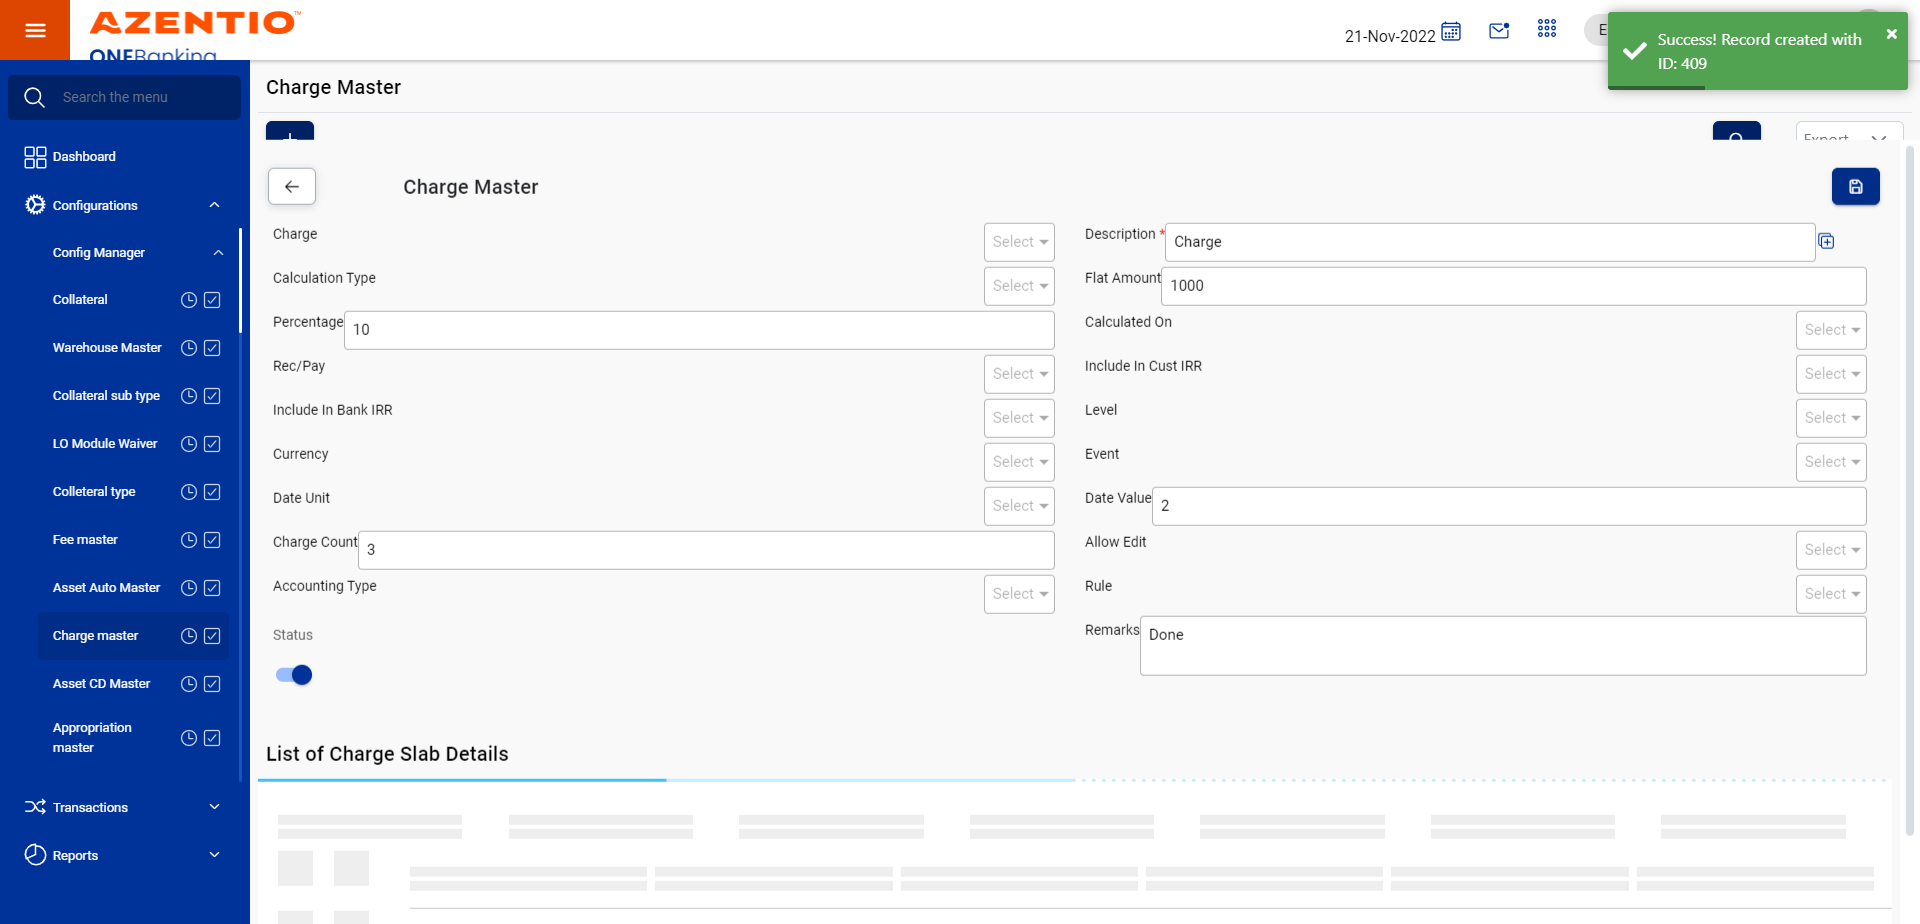 AZENTIO™
ONEBanking
21-Nov-2022
E
Success! Record created with
ID: 409
Search the menu
Dashboard
Configurations
Config Manager
Collateral
Warehouse Master
Collateral sub type
LO Module Waiver
Colleteral type
Fee master
Asset Auto Master
Charge master
Asset CD Master
Appropriation
master
Transactions
Reports
Charge Master
Export
Charge Master
Charge
Select
Description *
Charge
Calculation Type
Select
Flat Amount
1000
Percentage
10
Calculated On
Select
Rec/Pay
Select
Include In Cust IRR
Select
Include In Bank IRR
Select
Level
Select
Currency
Select
Event
Select
Date Unit
Select
Date Value
2
Charge Count
3
Allow Edit
Select
Accounting Type
Select
Rule
Select
Status
Remarks
Done
List of Charge Slab Details